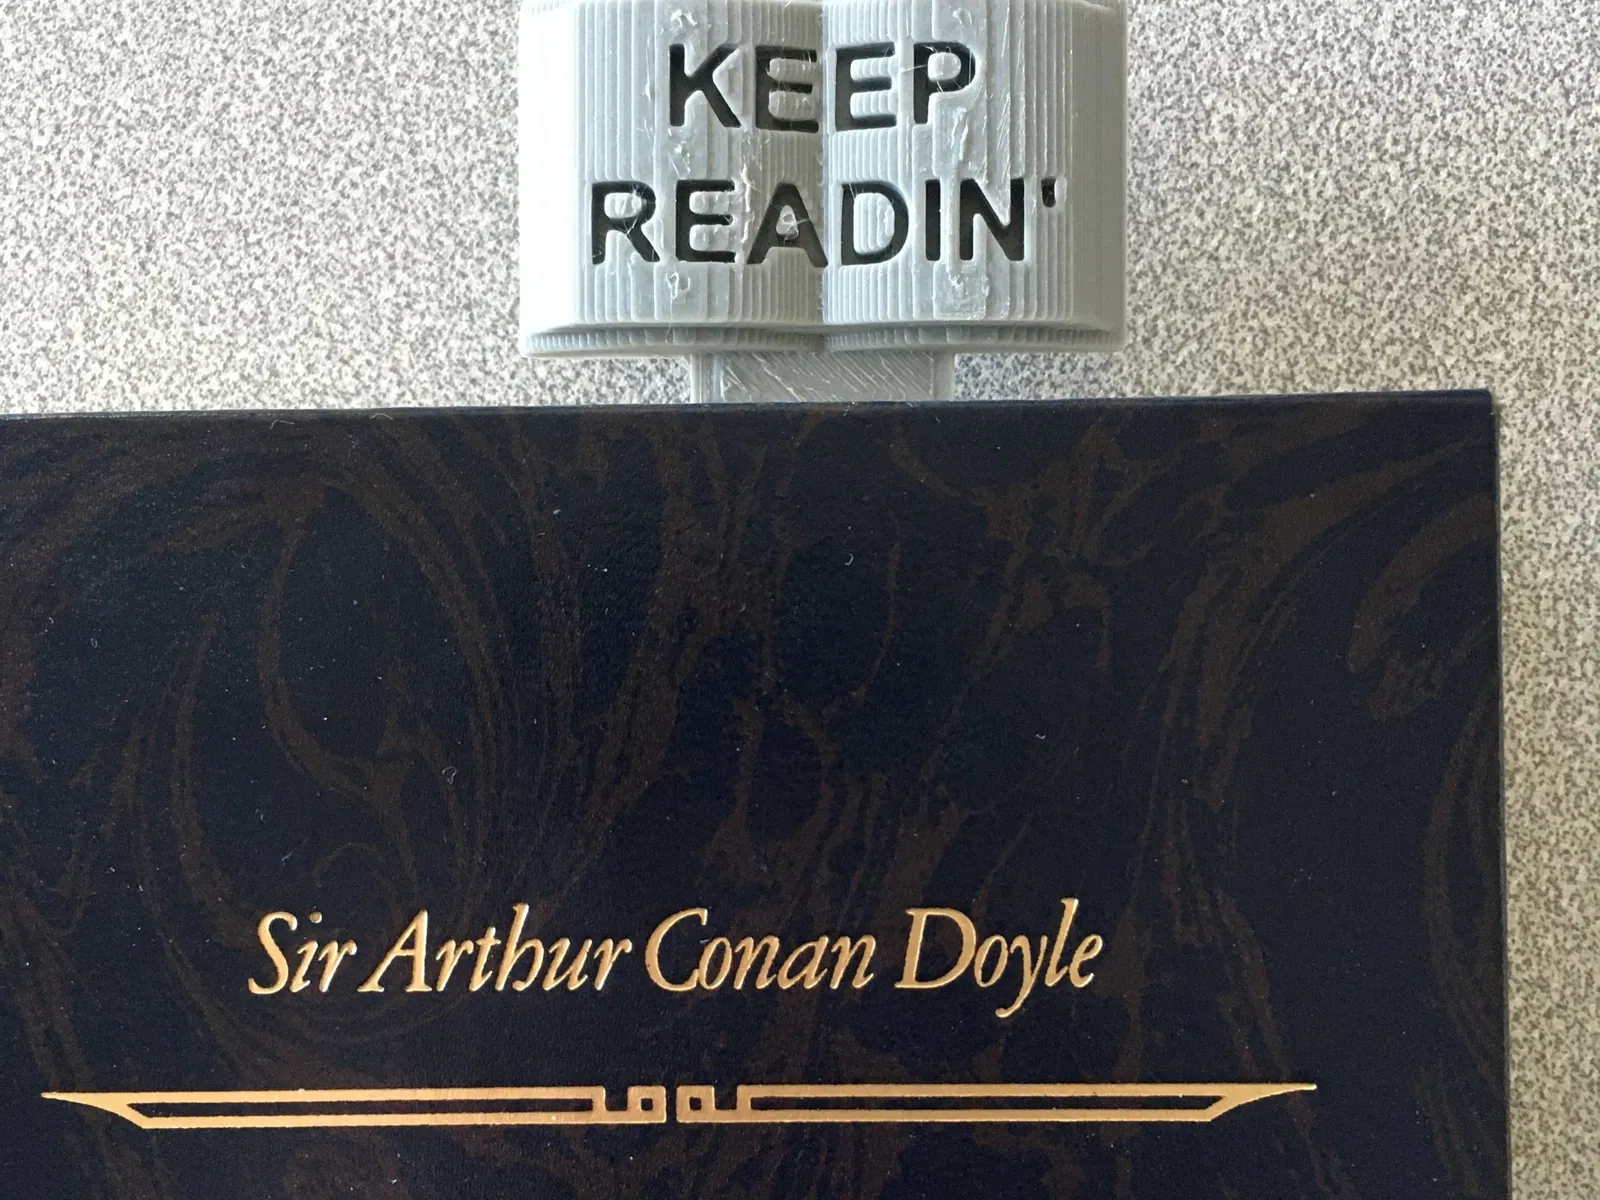 KEEP
READIN'
Sir Arthur Conan Doyle